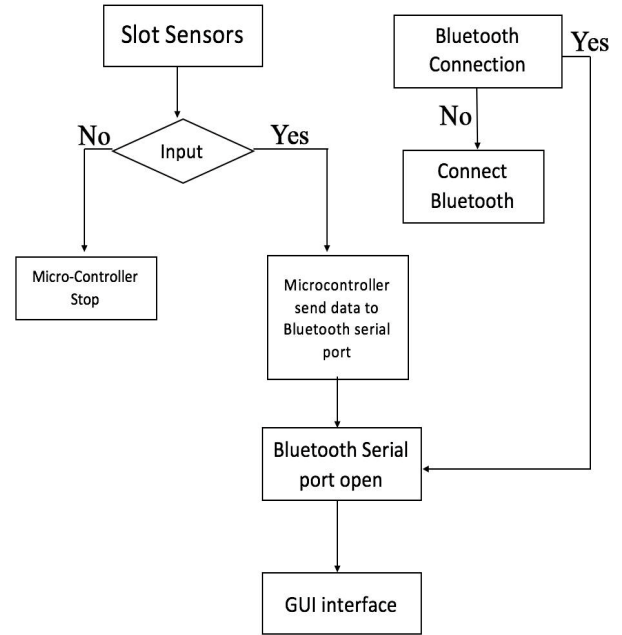 Slot Sensors
Bluetooth
Connection
Yes
No
No
Yes
Input
Connect
Bluetooth
Micro-Controller
Stop
Microcontroller
send data to
Bluetooth serial
port
Bluetooth Serial
port open
GUI interface